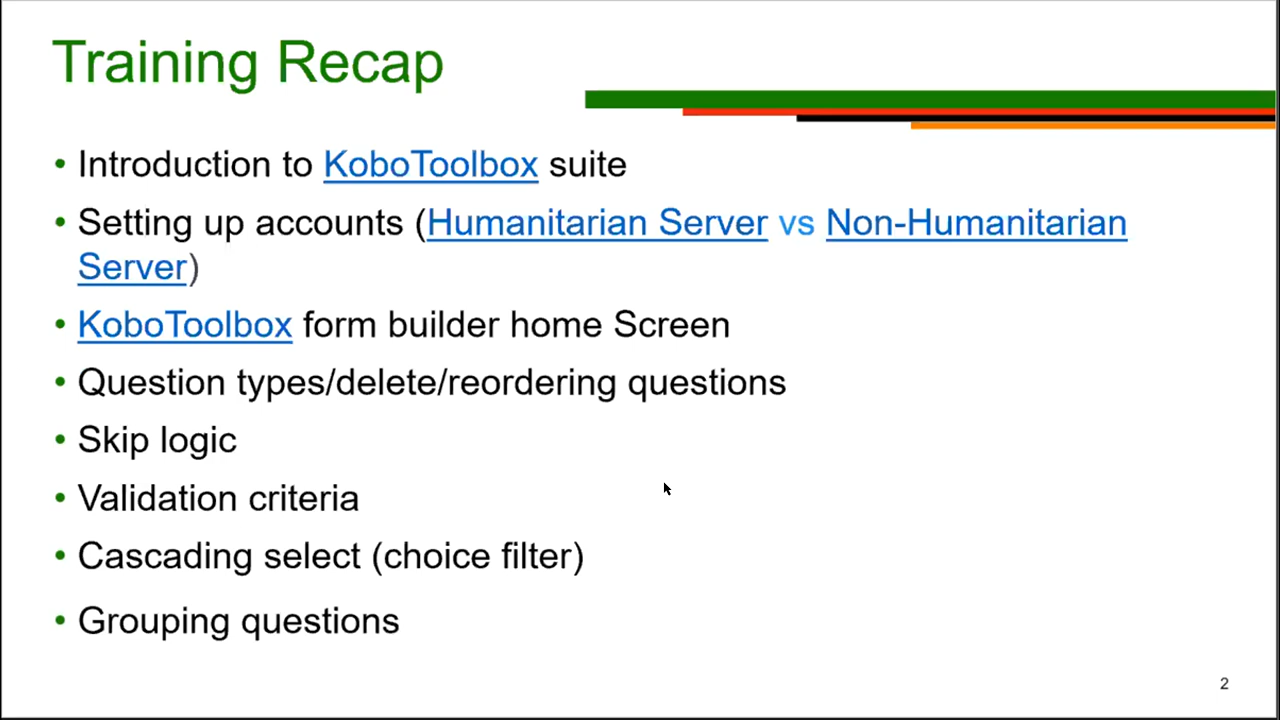 Training Recap
• Introduction to KoboToolbox suite
• Setting up accounts (Humanitarian Server vs Non-Humanitarian
Server)
• KoboToolbox form builder home Screen
• Question types/delete/reordering questions
• Skip logic
• Validation criteria
• Cascading select (choice filter)
• Grouping questions
2